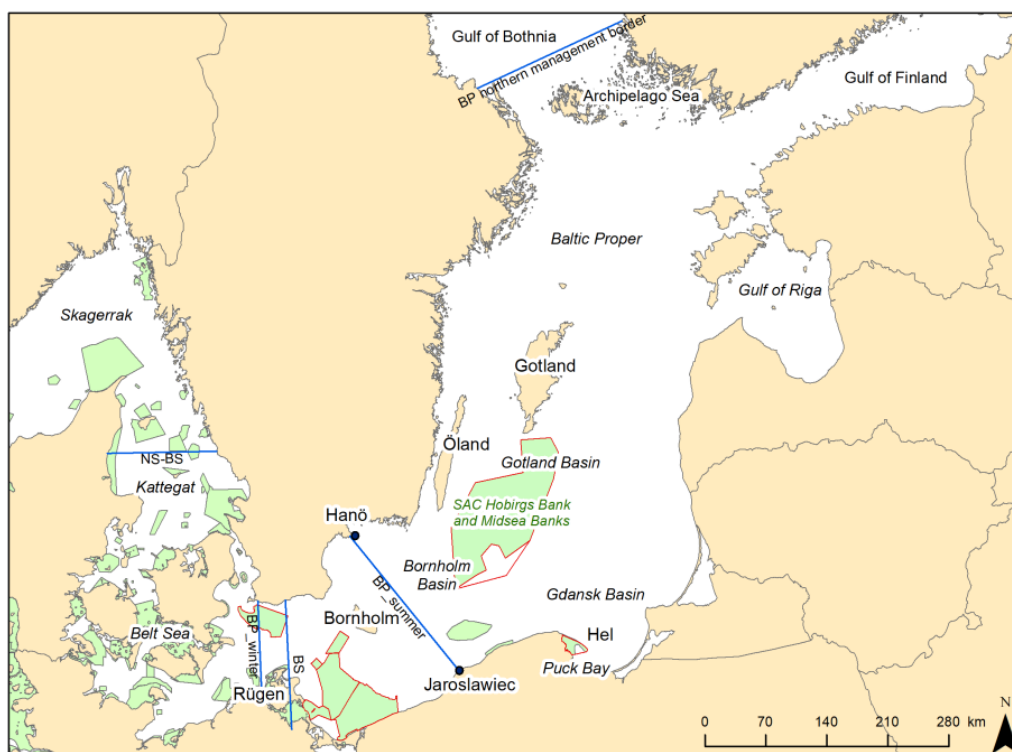 Gulf of Bothnia
BP northern management border
Archipelago Sea
Gulf of Finland
Baltic Proper
Gulf of Riga
Skagerrak
Gotland
Öland
NS-BS
Kattegat
Gotland Basin
SAC Hobirgs Bank
and Midsea Banks
Hanö
Bornholm
Basin
BP_summer
Gdansk Basin
Bornholm
Belt Sea
BP_winter
BS
Hel
Puck Bay
Rügen
Jaroslawiec
N
0 70 140 210 280 km